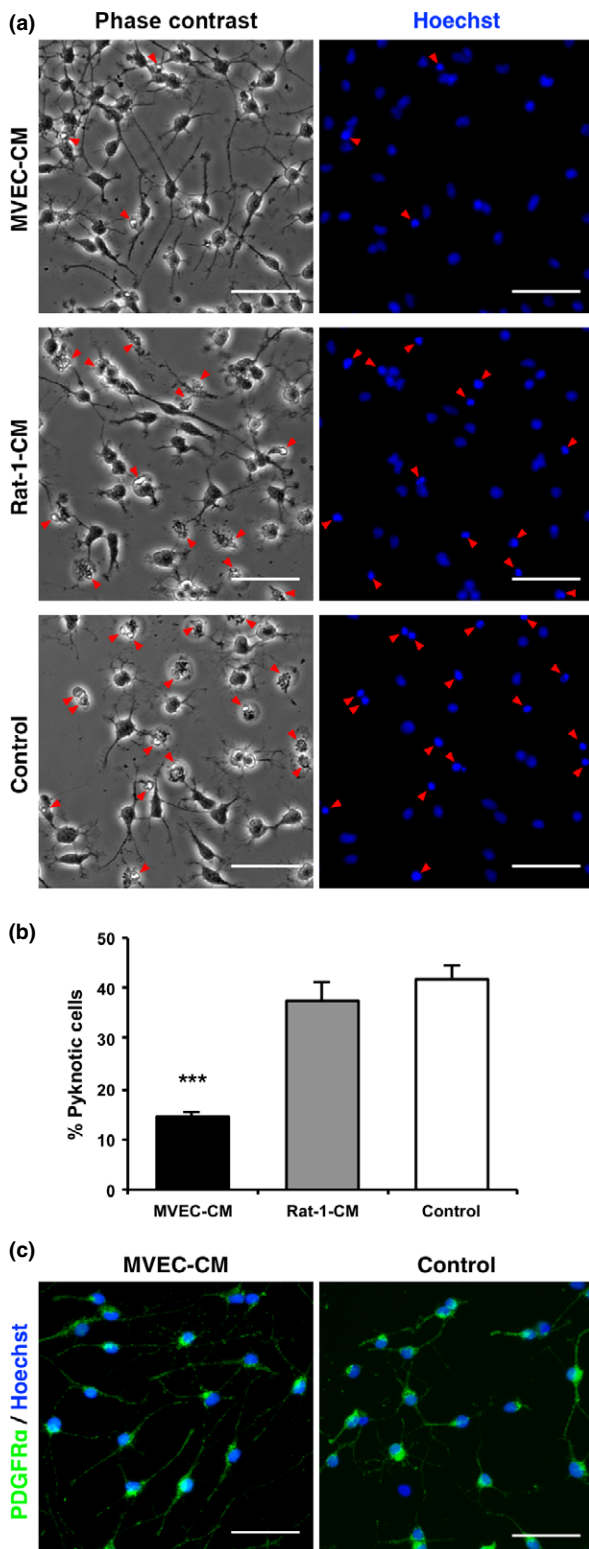 (a)
Phase contrast
Hoechst
MVEC-CM
Rat-1-CM
Control
(b)
50
40
30
20
10
0
% Pyknotic cells
***
MVEC-CM
Rat-1-CM
Control
(c)
MVEC-CM
Control
PDGFRα / Hoechst